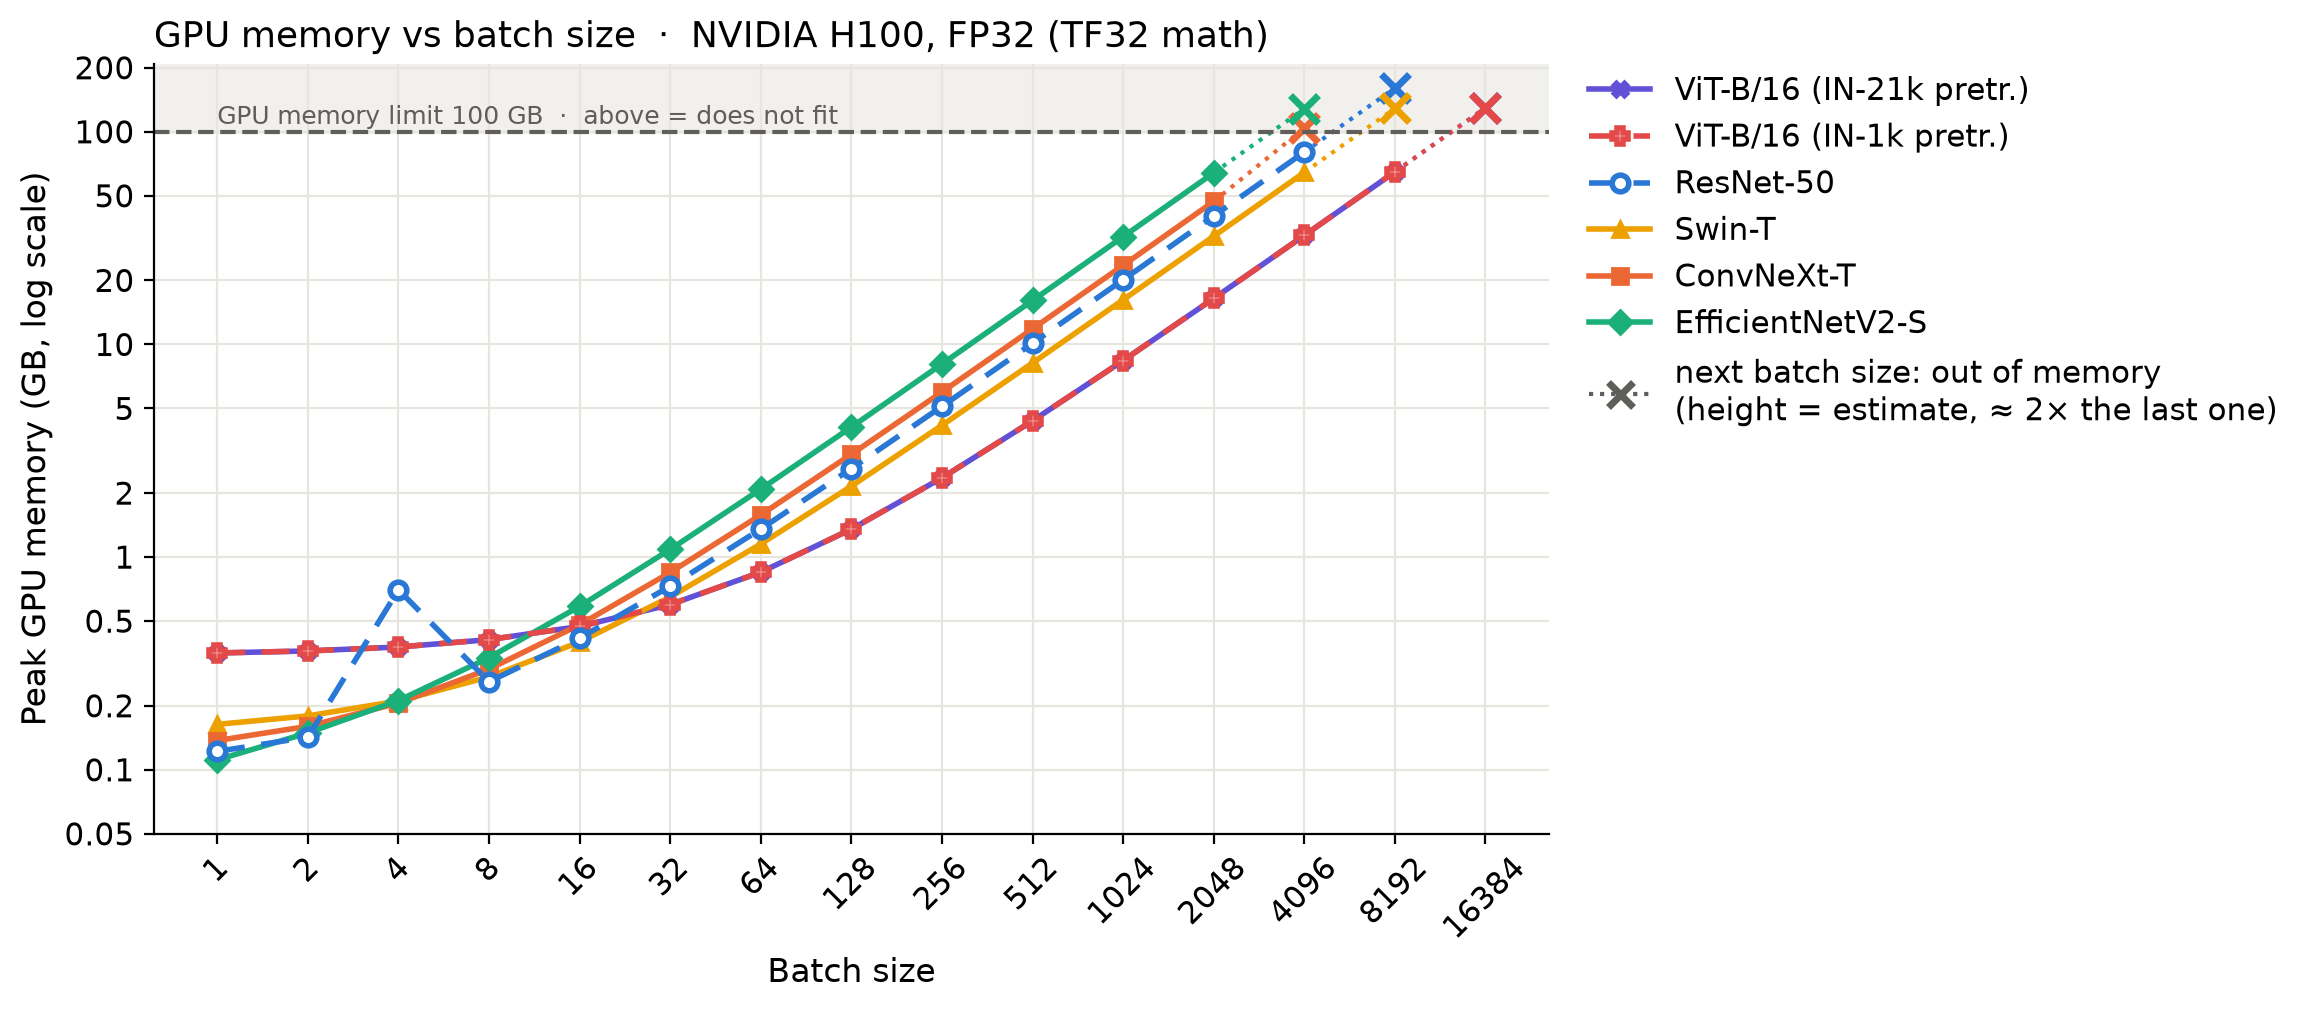 GPU memory vs batch size · NVIDIA H100, FP32 (TF32 math)
Peak GPU memory (GB, log scale)
200
100
50
20
10
5
2
1
0.5
0.2
0.1
0.05
GPU memory limit 100 GB · above = does not fit
1
2
4
8
16
32
64
128
256
512
1024
2048
4096
8192
16384
Batch size
ViT-B/16 (IN-21k pretr.)
ViT-B/16 (IN-1k pretr.)
ResNet-50
Swin-T
ConvNeXt-T
EfficientNetV2-S
next batch size: out of memory
(height = estimate, ≈ 2× the last one)